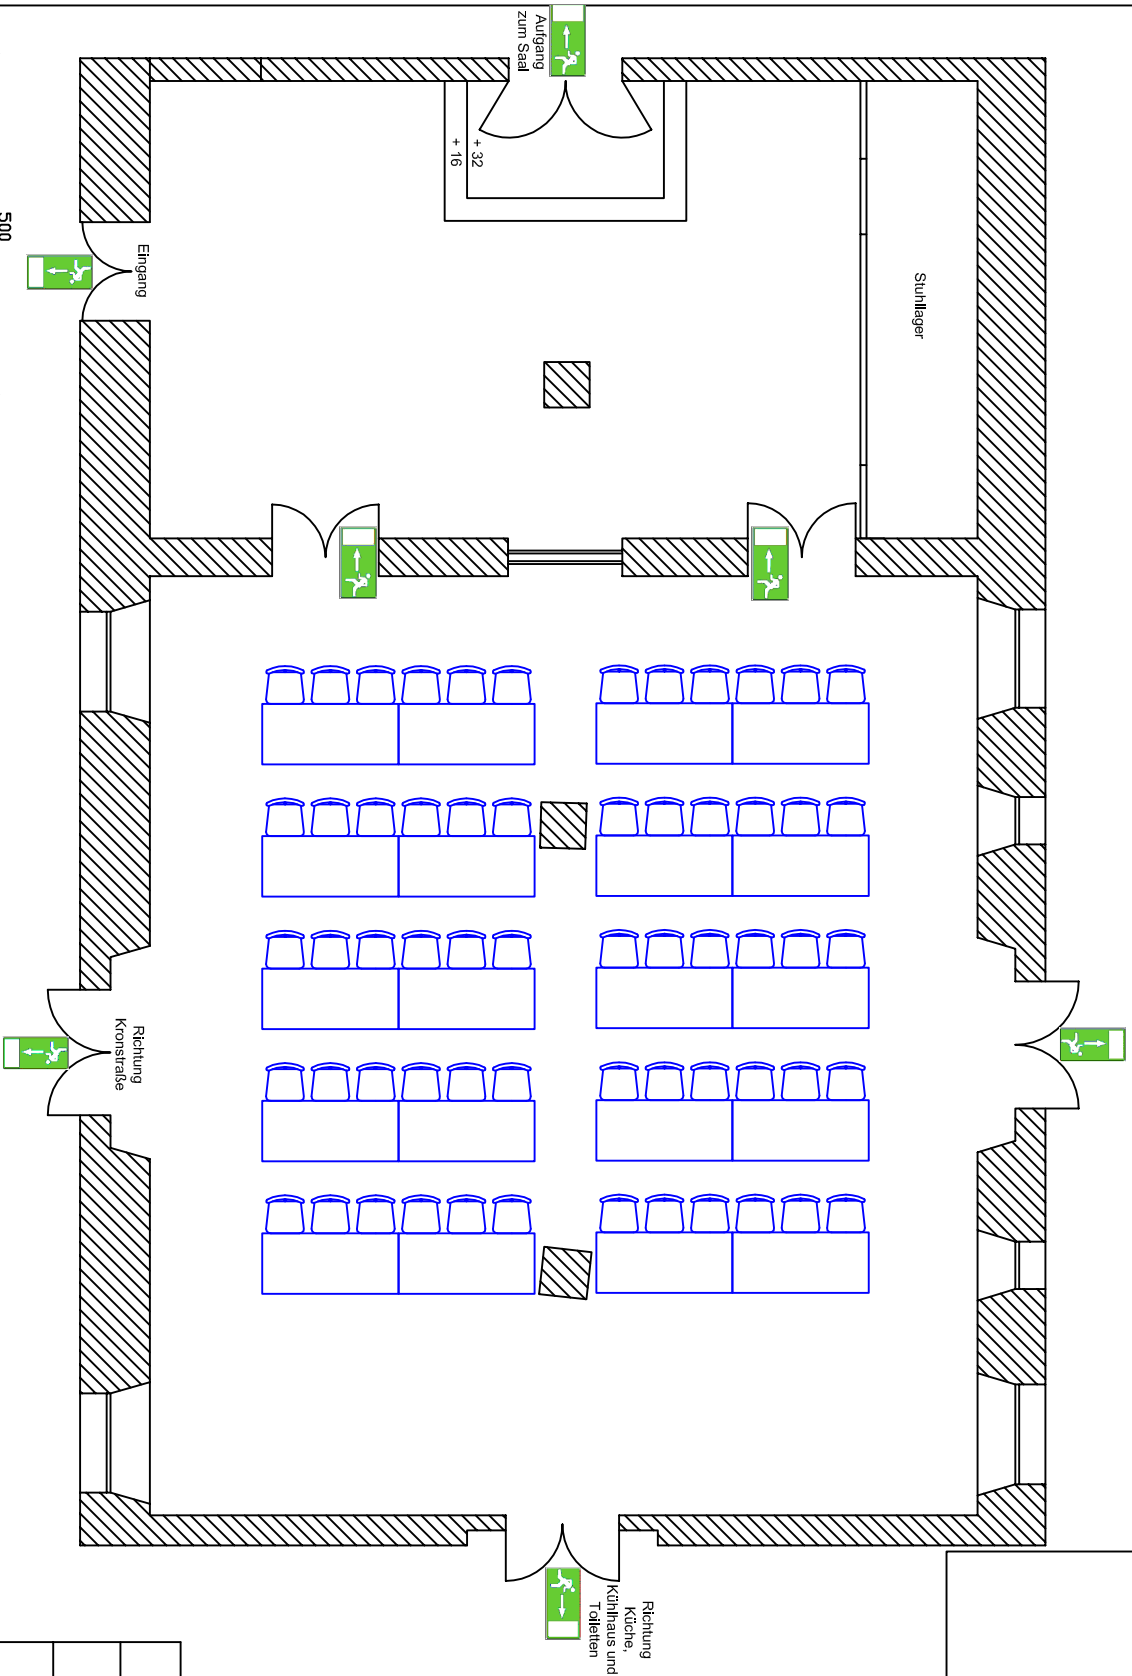 Aufgang
zum Saal
+ 32
+ 16
Stuhllager
Eingang
500
Richtung
Kronstraße
Richtung
Küche,
Kühlhaus und
Toiletten